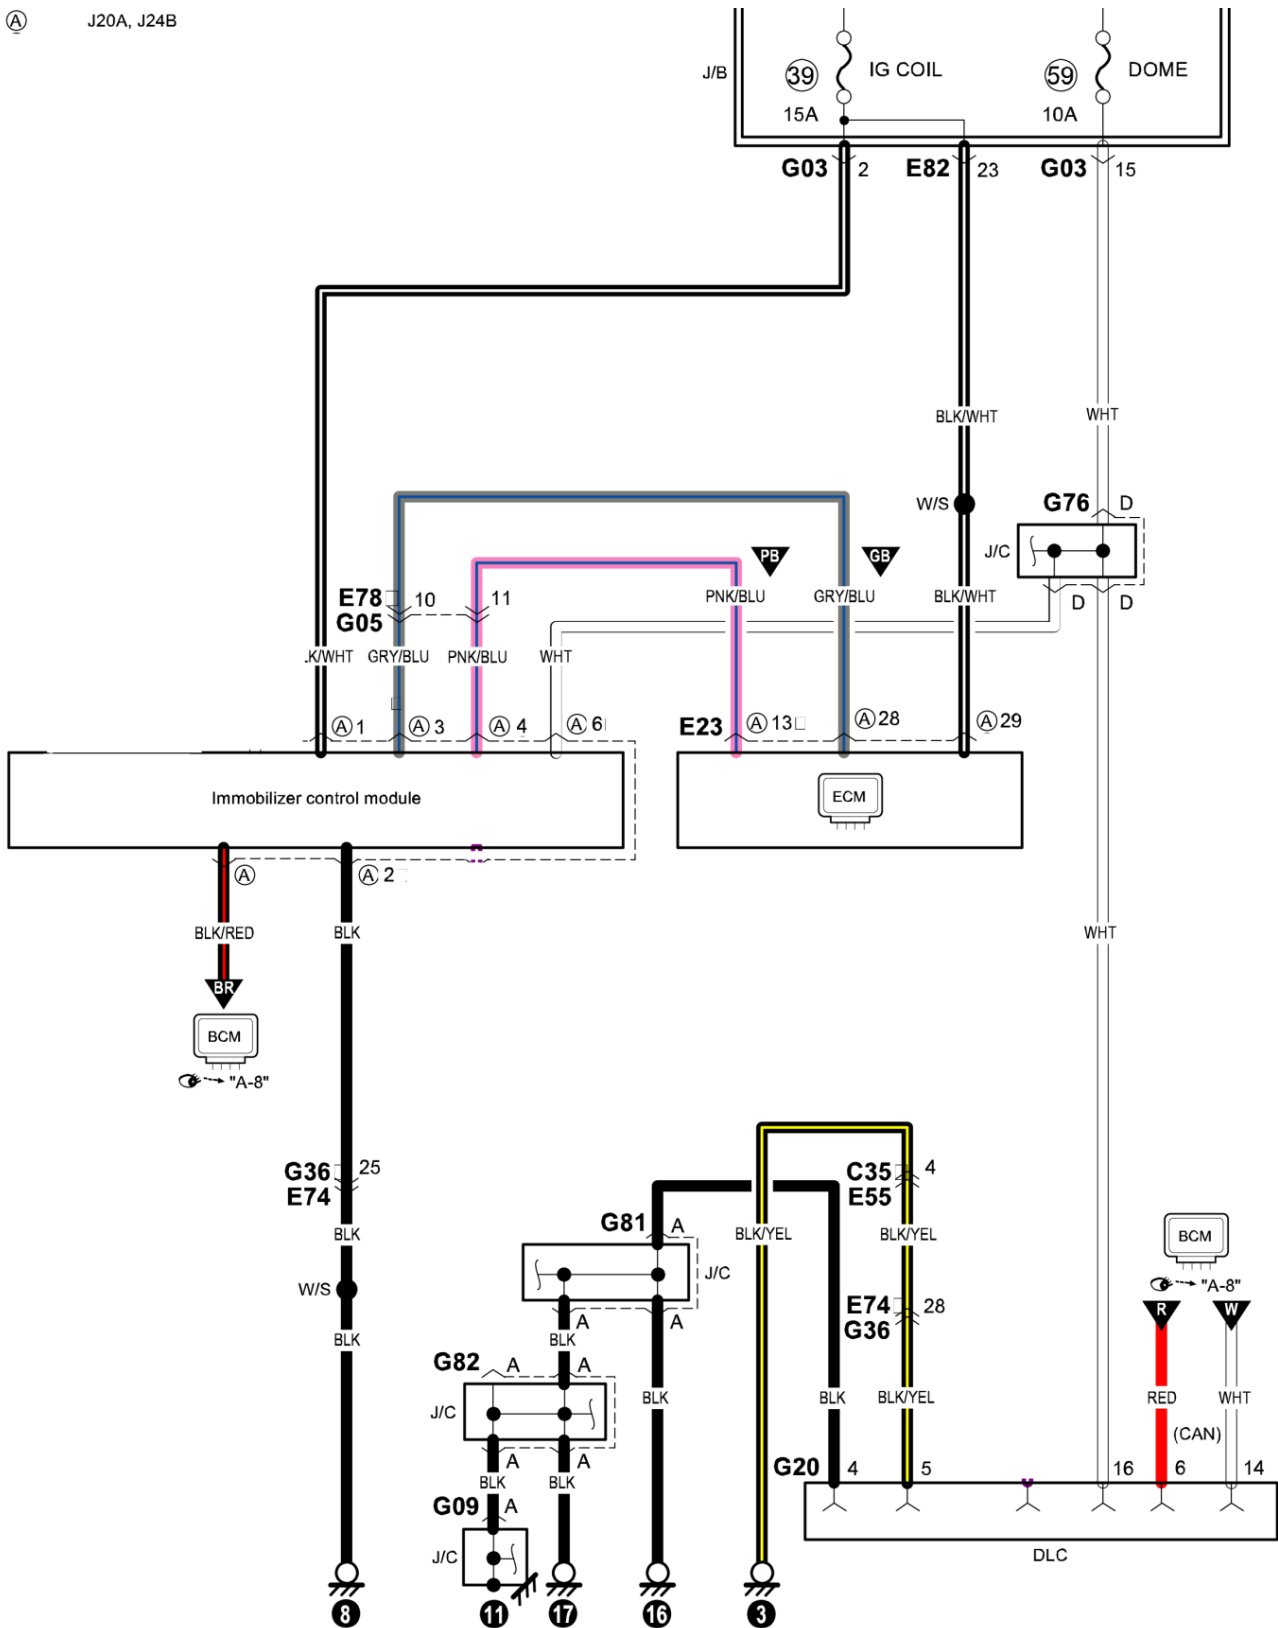 A J20A, J24B
J/B 39 IG COIL 59 DOME
15A 10A
G03 2 E82 23 G03 15
BLK/WHT WHT
W/S G76 D
PB GB J/C
E78 10 11 PNK/BLU GRY/BLU BLK/WHT D D
G05
.K/WHT GRY/BLU PNK/BLU WHT
A 1 A 3 A 4 A 6 E23 A 13 A 28 A 29
Immobilizer control module ECM
A A 2
BLK/RED BLK WHT
BR
BCM
"A-8"
G36 25 C35 4
E74 E55
G81 A
BLK BLK/YEL BLK/YEL BCM
J/C
W/S "A-8"
E74 28 R W
A A G36
BLK BLK
G82 A A
BLK BLK BLK/YEL RED WHT
J/C
(CAN)
A A G20 4 5 16 6 14
BLK BLK
G09 A
J/C DLC
8 11 17 16 3